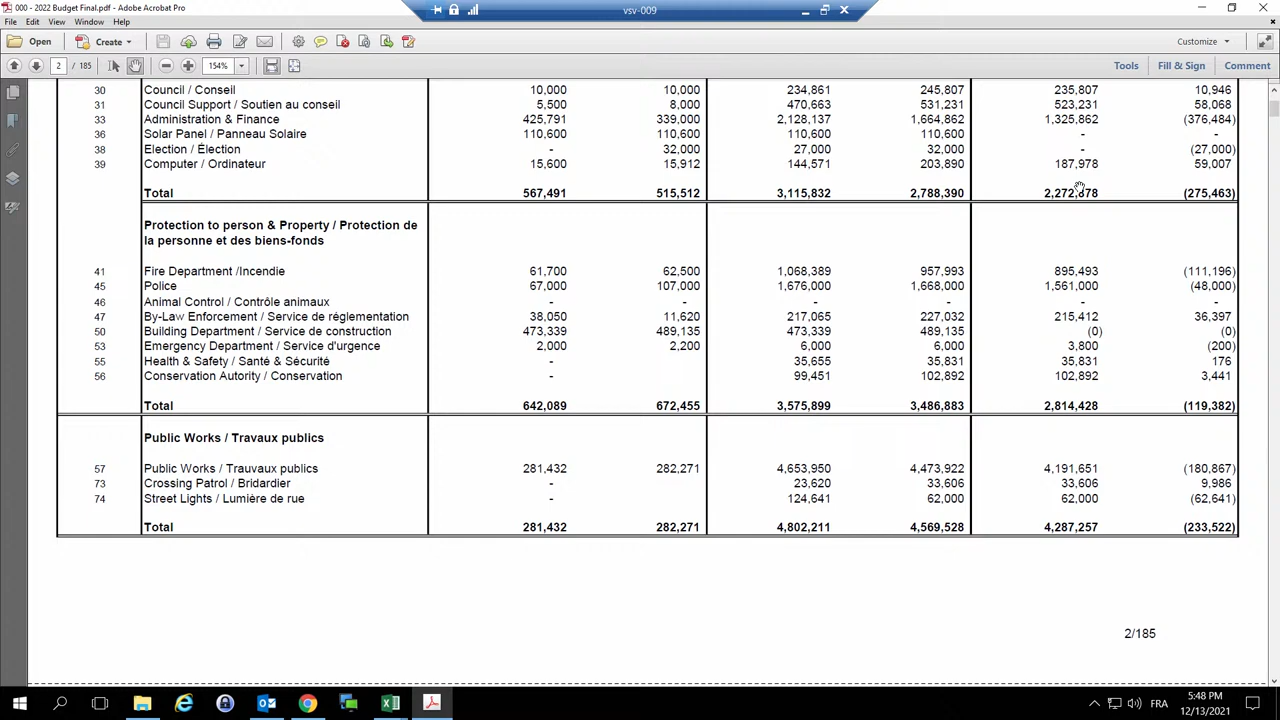 000 - 2022 Budget Final.pdf - Adobe Acrobat Pro
vsv-009
File Edit View Window Help
Open Create Customize
2 / 185 154% Tools Fill & Sign Comment
30 Council / Conseil 10,000 10,000 234,861 245,807 235,807 10,946
31 Council Support / Soutien au conseil 5,500 8,000 470,663 531,231 523,231 58,068
33 Administration & Finance 425,791 339,000 2,128,137 1,664,862 1,325,862 (376,484)
36 Solar Panel / Panneau Solaire 110,600 110,600 110,600 110,600 - -
38 Election / Élection - 32,000 27,000 32,000 - (27,000)
39 Computer / Ordinateur 15,600 15,912 144,571 203,890 187,978 59,007
Total 567,491 515,512 3,115,832 2,788,390 2,272,878 (275,463)
Protection to person & Property / Protection de
la personne et des biens-fonds
41 Fire Department /Incendie 61,700 62,500 1,068,389 957,993 895,493 (111,196)
45 Police 67,000 107,000 1,676,000 1,668,000 1,561,000 (48,000)
46 Animal Control / Contrôle animaux - - - - - -
47 By-Law Enforcement / Service de réglementation 38,050 11,620 217,065 227,032 215,412 36,397
50 Building Department / Service de construction 473,339 489,135 473,339 489,135 (0) (0)
53 Emergency Department / Service d'urgence 2,000 2,200 6,000 6,000 3,800 (200)
55 Health & Safety / Santé & Sécurité - 35,655 35,831 35,831 176
56 Conservation Autority / Conservation - 99,451 102,892 102,892 3,441
Total 642,089 672,455 3,575,899 3,486,883 2,814,428 (119,382)
Public Works / Travaux publics
57 Public Works / Trauvaux publics 281,432 282,271 4,653,950 4,473,922 4,191,651 (180,867)
73 Crossing Patrol / Bridardier - 23,620 33,606 33,606 9,986
74 Street Lights / Lumière de rue - 124,641 62,000 62,000 (62,641)
Total 281,432 282,271 4,802,211 4,569,528 4,287,257 (233,522)
2/185
FRA 5:48 PM
12/13/2021